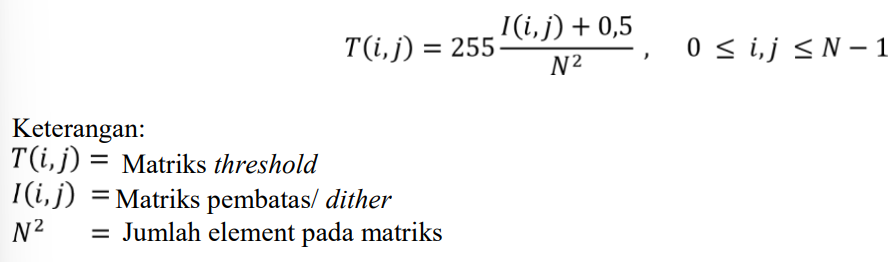 T(i,j) = 255 I(i,j) + 0,5 / N² , 0 ≤ i,j ≤ N − 1
Keterangan:
T(i,j) = Matriks threshold
I(i,j) = Matriks pembatas/ dither
N² = Jumlah element pada matriks